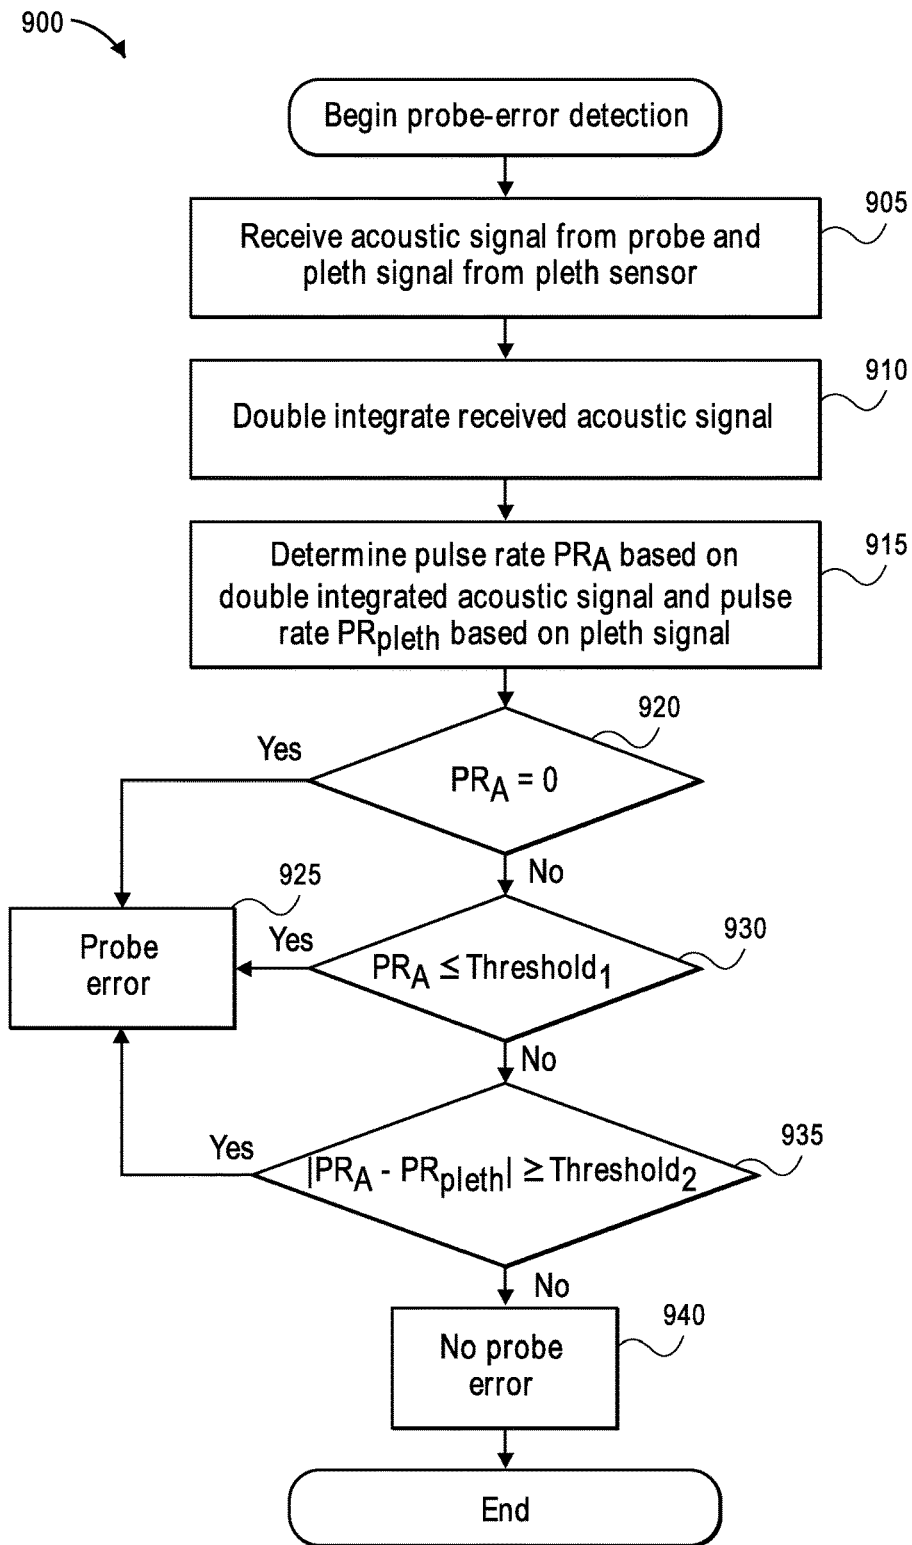 900
Begin probe-error detection
905
Receive acoustic signal from probe and
pleth signal from pleth sensor
910
Double integrate received acoustic signal
915
Determine pulse rate PRA based on
double integrated acoustic signal and pulse
rate PRpleth based on pleth signal
920
Yes
PRA = 0
No
925
Probe
error
Yes
930
PRA ≤ Threshold1
No
935
Yes
|PRA - PRpleth| ≥ Threshold2
No
940
No probe
error
End